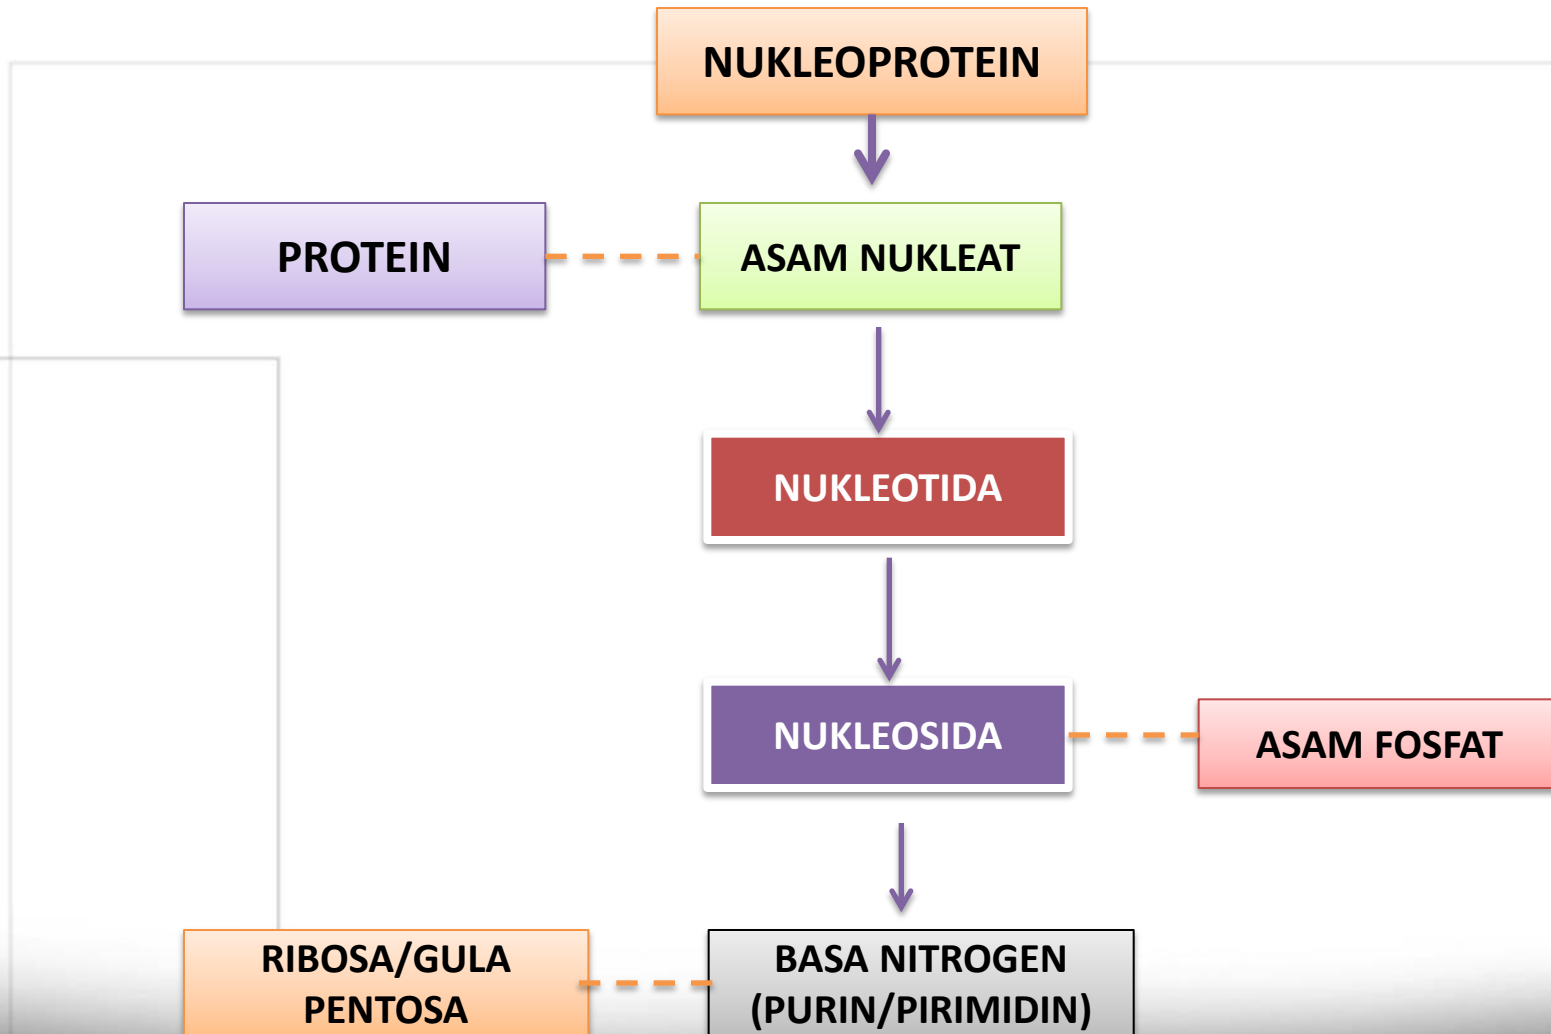 NUKLEOPROTEIN
PROTEIN
ASAM NUKLEAT
NUKLEOTIDA
NUKLEOSIDA
ASAM FOSFAT
RIBOSA/GULA
PENTOSA
BASA NITROGEN
(PURIN/PIRIMIDIN)